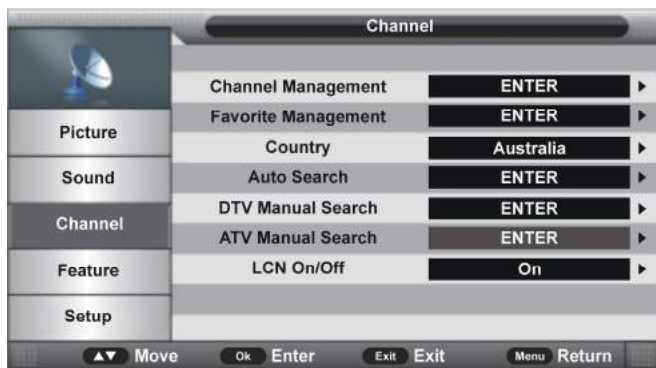 Channel
Channel Management ENTER
Favorite Management ENTER
Country Australia
Auto Search ENTER
DTV Manual Search ENTER
ATV Manual Search ENTER
LCN On/Off On
Picture
Sound
Channel
Feature
Setup
▲▼ Move Ok Enter Exit Exit Menu Return